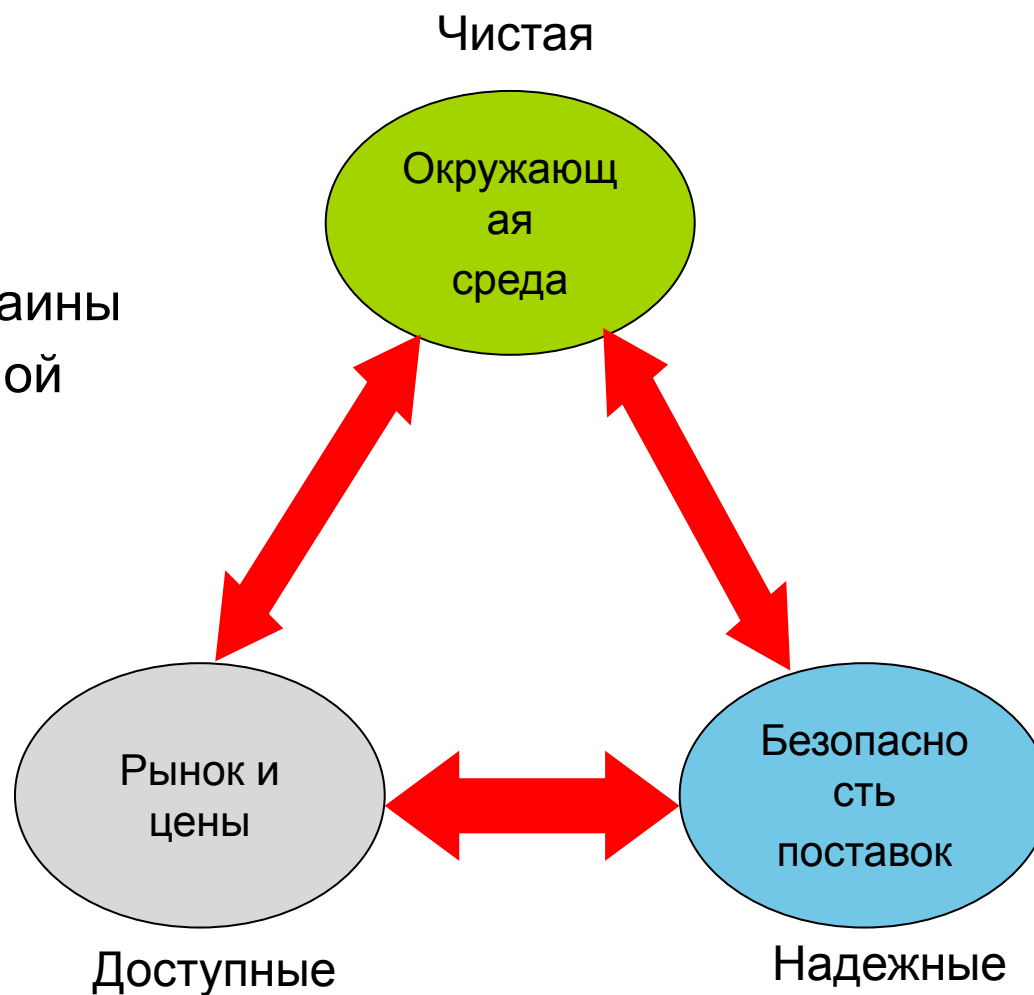 Чистая
Окружающ
ая
среда
аины
ой
Рынок и
цены
Безопасно
сть
поставок
Доступные
Надежные